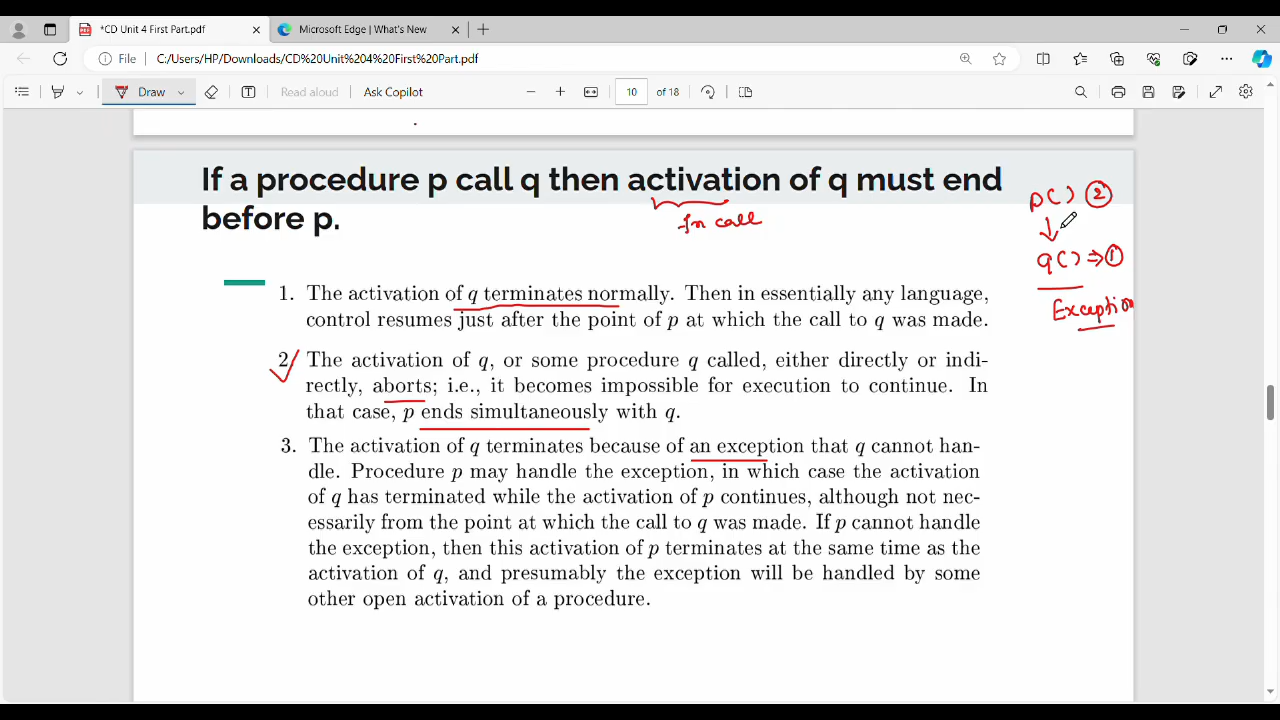 *CD Unit 4 First Part.pdf
Microsoft Edge | What's New
File
C:/Users/HP/Downloads/CD%20Unit%204%20First%20Part.pdf
Draw
Read aloud
Ask Copilot
10
of 18
If a procedure p call q then activation of q must end
before p.
In call
p( ) 2
q( ) ⇒ 1
Exception
1. The activation of q terminates normally. Then in essentially any language,
control resumes just after the point of p at which the call to q was made.
2. The activation of q, or some procedure q called, either directly or indi-
rectly, aborts; i.e., it becomes impossible for execution to continue. In
that case, p ends simultaneously with q.
3. The activation of q terminates because of an exception that q cannot han-
dle. Procedure p may handle the exception, in which case the activation
of q has terminated while the activation of p continues, although not nec-
essarily from the point at which the call to q was made. If p cannot handle
the exception, then this activation of p terminates at the same time as the
activation of q, and presumably the exception will be handled by some
other open activation of a procedure.